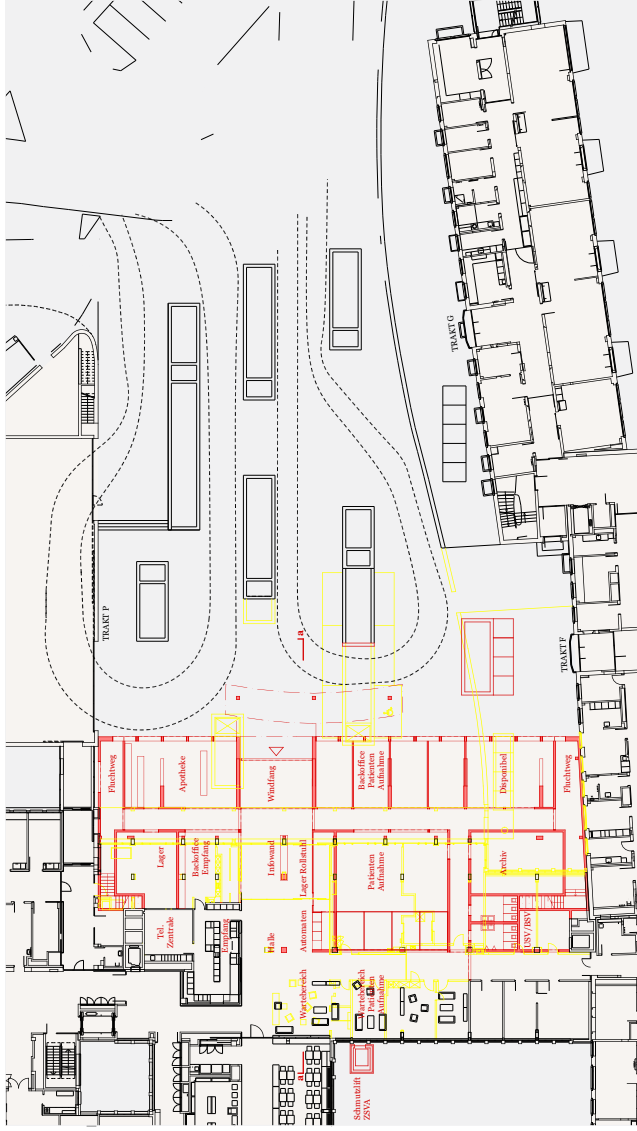 TRAKT G
TRAKT P
TRAKT F
a
Fluchtweg
Apotheke
Windfang
Backoffice
Patienten
Aufnahme
Disponibel
Fluchtweg
Lager
Backoffice
Empfang
Infowand
Lager Rollstuhl
Patienten
Aufnahme
Archiv
Tel.
Zentrale
Empfang
Halle
Automaten
USV / BSV
Wartebereich
Wartebereich
Patienten
Aufnahme
a
Schmutzlift
ZSVA